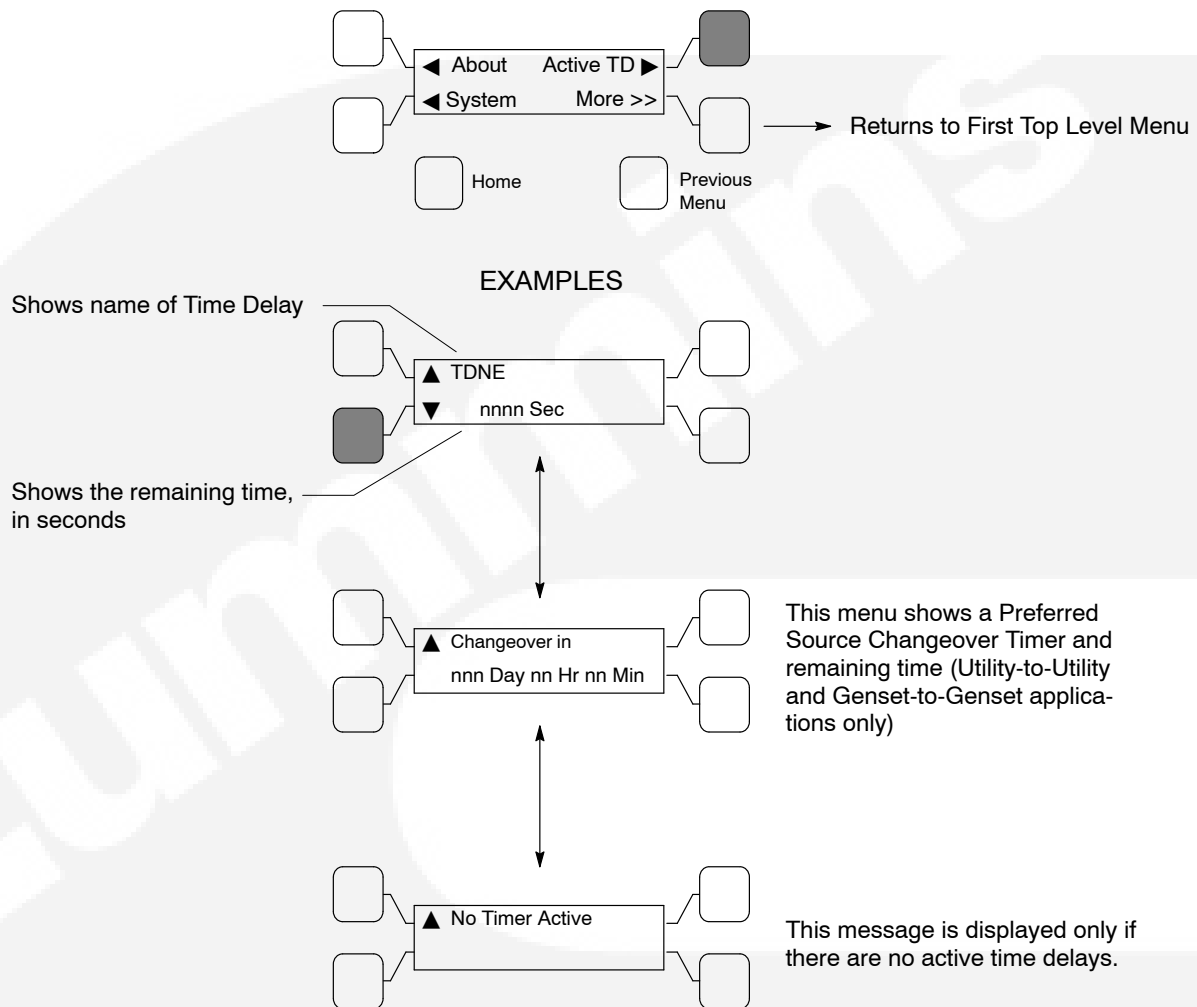 ◀ About Active TD ▶
◀ System More >>
Returns to First Top Level Menu
Home
Previous
Menu
EXAMPLES
Shows name of Time Delay
▲ TDNE
▼ nnnn Sec
Shows the remaining time,
in seconds
▲ Changeover in
nnn Day nn Hr nn Min
This menu shows a Preferred
Source Changeover Timer and
remaining time (Utility-to-Utility
and Genset-to-Genset applica-
tions only)
▲ No Timer Active
This message is displayed only if
there are no active time delays.
Cummins